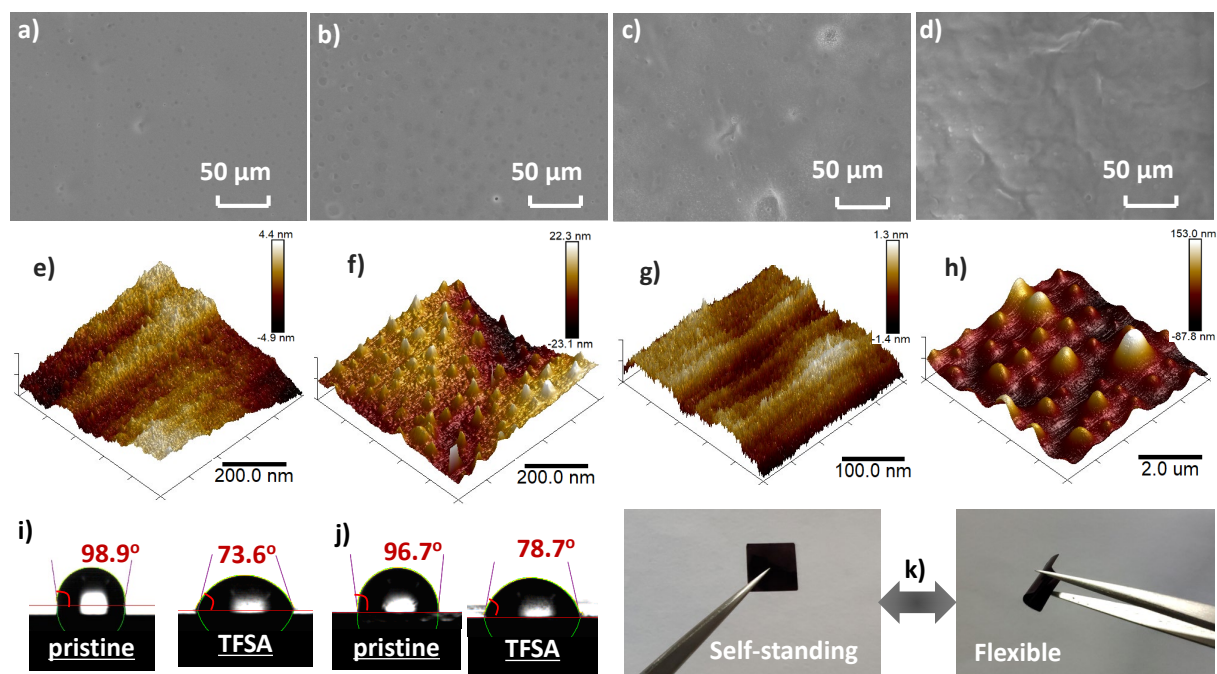 a)
50 μm
b)
50 μm
c)
50 μm
d)
50 μm
e)
4.4 nm
-4.9 nm
200.0 nm
f)
22.3 nm
-23.1 nm
200.0 nm
g)
1.3 nm
-1.4 nm
100.0 nm
h)
153.0 nm
-87.8 nm
2.0 um
i)
98.9°
pristine
73.6°
TFSA
j)
96.7°
pristine
78.7°
TFSA
k)
Self-standing
Flexible